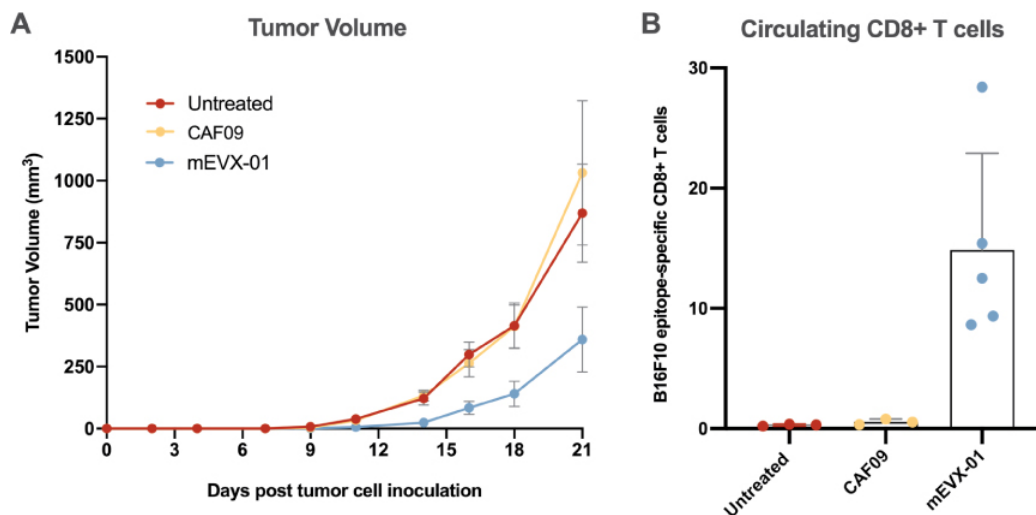 A
Tumor Volume
Tumor Volume (mm³)
1500
1250
1000
750
500
250
0
Untreated
CAF09
mEVX-01
0 3 6 9 12 15 18 21
Days post tumor cell inoculation
B
Circulating CD8+ T cells
B16F10 epitope-specific CD8+ T cells
30
20
10
0
Untreated
CAF09
mEVX-01